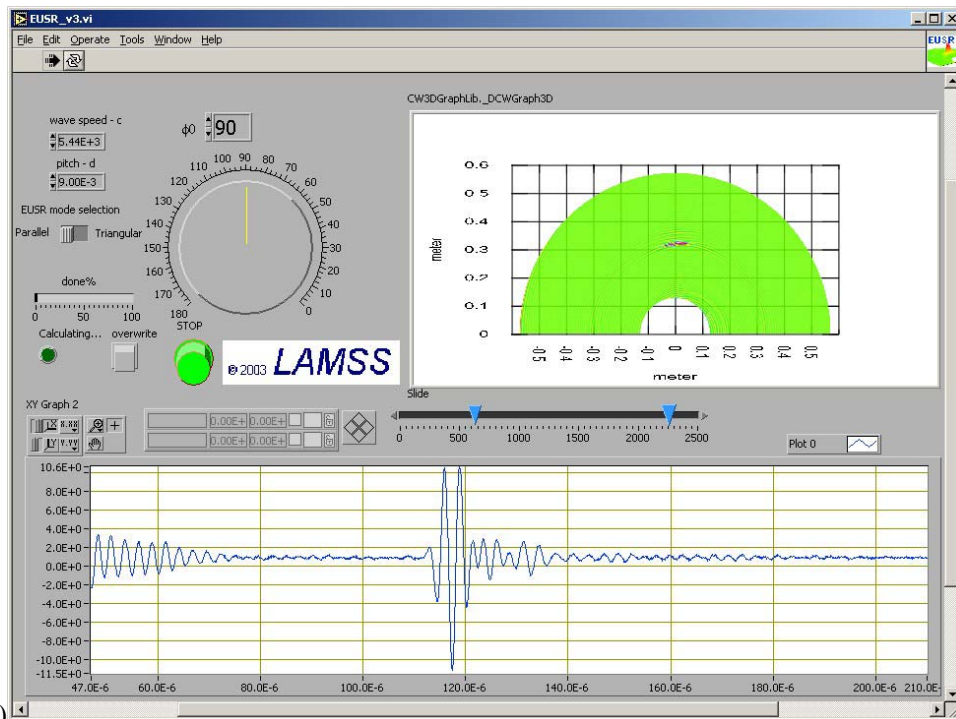 EUSR_v3.vi
File Edit Operate Tools Window Help
EUSR
CW3DGraphLib._DCWGraph3D
wave speed - c
5.44E+3
pitch - d
9.00E-3
ϕ0 90
EUSR mode selection
Parallel Triangular
done%
0 50 100
Calculating... overwrite
180 170 160 150 140 130 120 110 100 90 80 70 60 50 40 30 20 10 0
STOP
© 2003 LAMSS
meter
0.6
0.5
0.4
0.3
0.2
0.1
0
-0.5 -0.4 -0.3 -0.2 -0.1 0 0.1 0.2 0.3 0.4 0.5
meter
Slide
0 500 1000 1500 2000 2500
XY Graph 2
X X.XX
Y Y.YY
0.00E+ 0.00E+
0.00E+ 0.00E+
Plot 0
10.6E+0
8.0E+0
6.0E+0
4.0E+0
2.0E+0
0.0E+0
-2.0E+0
-4.0E+0
-6.0E+0
-8.0E+0
-10.0E+0
-11.5E+0
47.0E-6 60.0E-6 80.0E-6 100.0E-6 120.0E-6 140.0E-6 160.0E-6 180.0E-6 200.0E-6 210.0E-
)